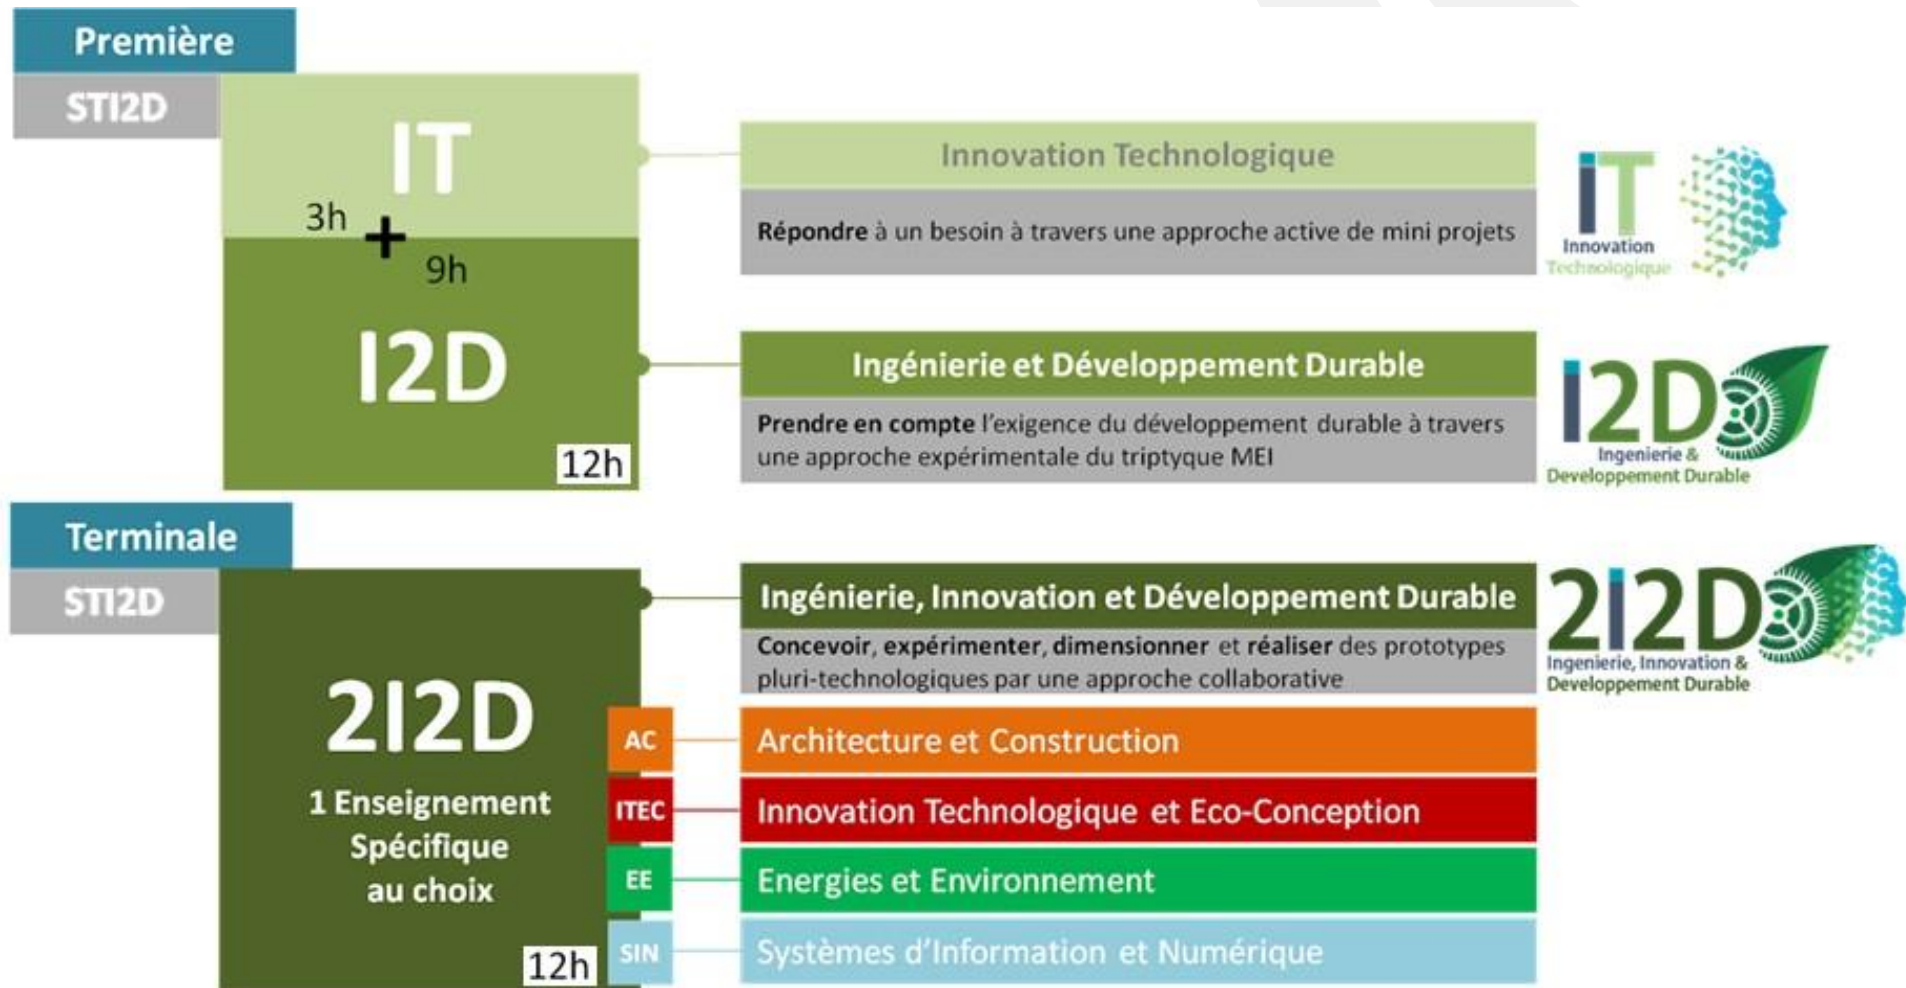 Première
STI2D
IT
3h
+
9h
I2D
12h
Innovation Technologique
Répondre à un besoin à travers une approche active de mini projets
IT
Innovation
Technologique
Ingénierie et Développement Durable
Prendre en compte l'exigence du développement durable à travers
une approche expérimentale du triptyque MEI
I2D
Ingenierie &
Developpement Durable
Terminale
STI2D
2I2D
1 Enseignement
Spécifique
au choix
12h
Ingénierie, Innovation et Développement Durable
Concevoir, expérimenter, dimensionner et réaliser des prototypes
pluri-technologiques par une approche collaborative
2I2D
Ingenierie, Innovation &
Developpement Durable
AC Architecture et Construction
ITEC Innovation Technologique et Eco-Conception
EE Energies et Environnement
SIN Systèmes d'Information et Numérique